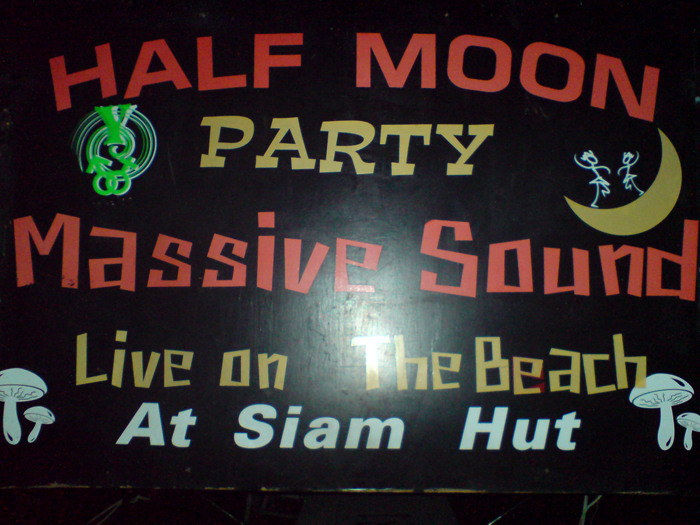 HALF MOON
PARTY
Massive Sound
Live on The Beach
At Siam Hut